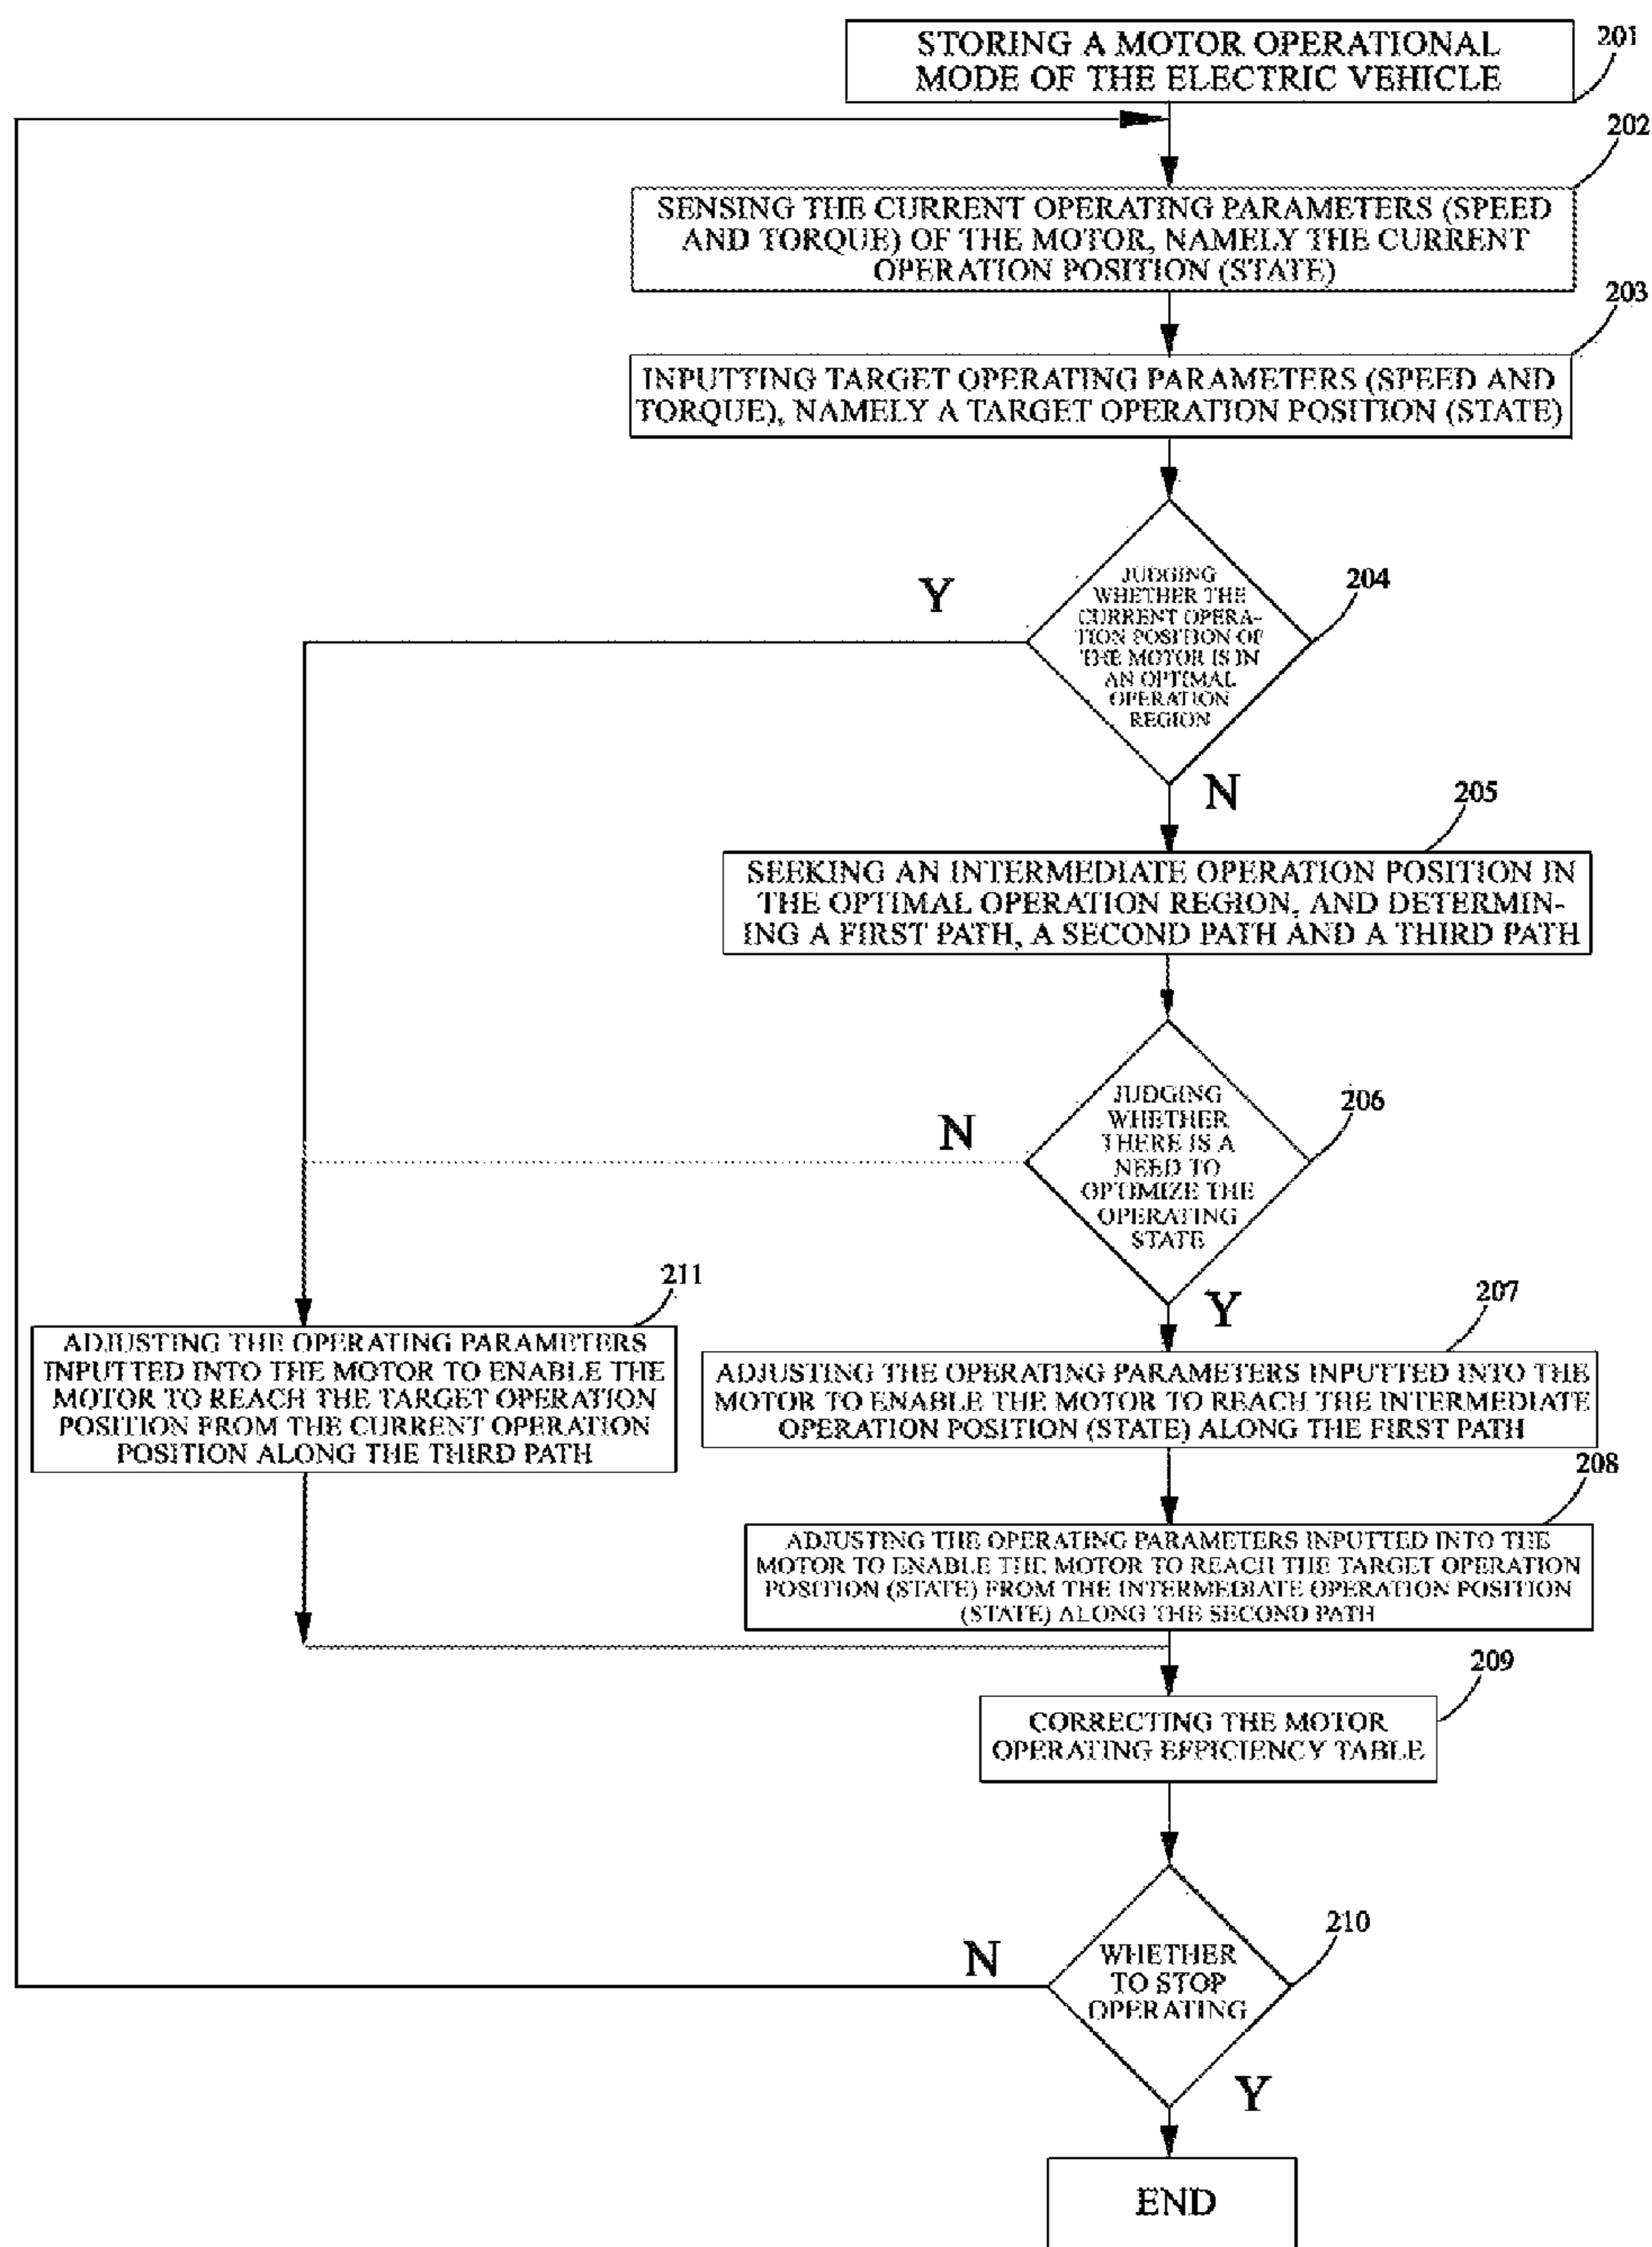 STORING A MOTOR OPERATIONAL
MODE OF THE ELECTRIC VEHICLE
201
202
SENSING THE CURRENT OPERATING PARAMETERS (SPEED
AND TORQUE) OF THE MOTOR, NAMELY THE CURRENT
OPERATION POSITION (STATE)
203
INPUTTING TARGET OPERATING PARAMETERS (SPEED AND
TORQUE), NAMELY A TARGET OPERATION POSITION (STATE)
JUDGING
WHETHER THE
CURRENT OPERA-
TION POSITION OF
THE MOTOR IS IN
AN OPTIMAL
OPERATION
REGION
204
Y
N
205
SEEKING AN INTERMEDIATE OPERATION POSITION IN
THE OPTIMAL OPERATION REGION, AND DETERMIN-
ING A FIRST PATH, A SECOND PATH AND A THIRD PATH
JUDGING
WHETHER
THERE IS A
NEED TO
OPTIMIZE THE
OPERATING
STATE
206
N
Y
211
ADJUSTING THE OPERATING PARAMETERS
INPUTTED INTO THE MOTOR TO ENABLE THE
MOTOR TO REACH THE TARGET OPERATION
POSITION FROM THE CURRENT OPERATION
POSITION ALONG THE THIRD PATH
207
ADJUSTING THE OPERATING PARAMETERS INPUTTED INTO THE
MOTOR TO ENABLE THE MOTOR TO REACH THE INTERMEDIATE
OPERATION POSITION (STATE) ALONG THE FIRST PATH
208
ADJUSTING THE OPERATING PARAMETERS INPUTTED INTO THE
MOTOR TO ENABLE THE MOTOR TO REACH THE TARGET OPERATION
POSITION (STATE) FROM THE INTERMEDIATE OPERATION POSITION
(STATE) ALONG THE SECOND PATH
209
CORRECTING THE MOTOR
OPERATING EFFICIENCY TABLE
210
WHETHER
TO STOP
OPERATING
N
Y
END